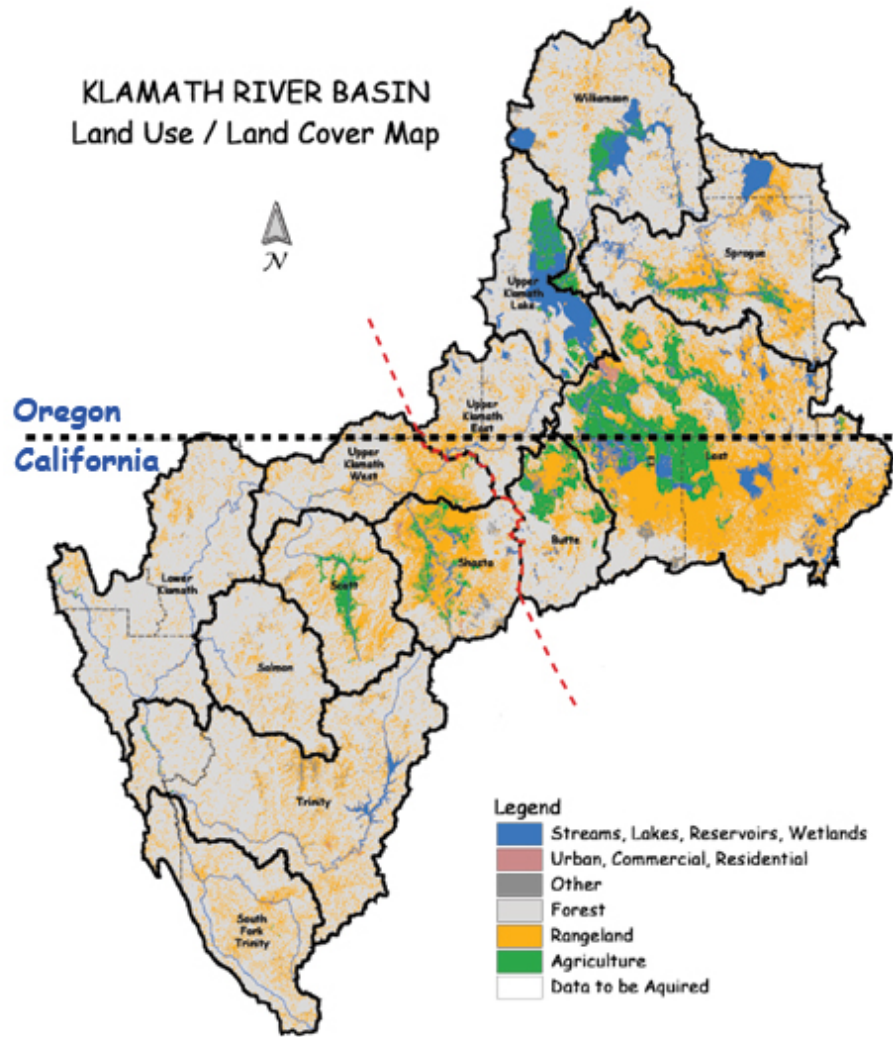 KLAMATH RIVER BASIN
Land Use / Land Cover Map
N
Williamson
Sprague
Upper
Klamath
Lake
Upper
Klamath
East
Oregon
California
Upper
Klamath
West
Lost
Butte
Shasta
Scott
Lower
Klamath
Salmon
Trinity
South
Fork
Trinity
Legend
Streams, Lakes, Reservoirs, Wetlands
Urban, Commercial, Residential
Other
Forest
Rangeland
Agriculture
Data to be Aquired